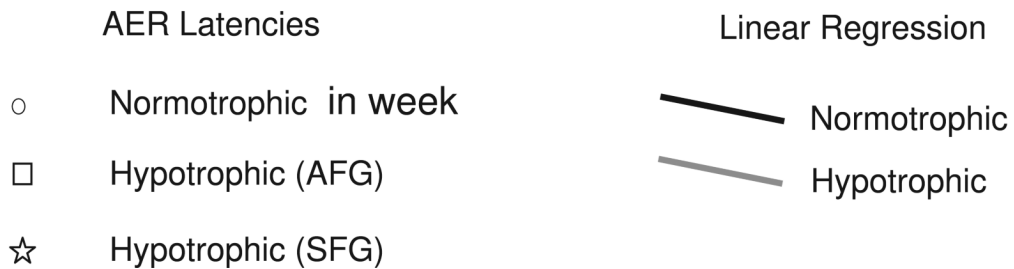 AER Latencies
Normotrophic in week
Hypotrophic (AFG)
Hypotrophic (SFG)
Linear Regression
Normotrophic
Hypotrophic